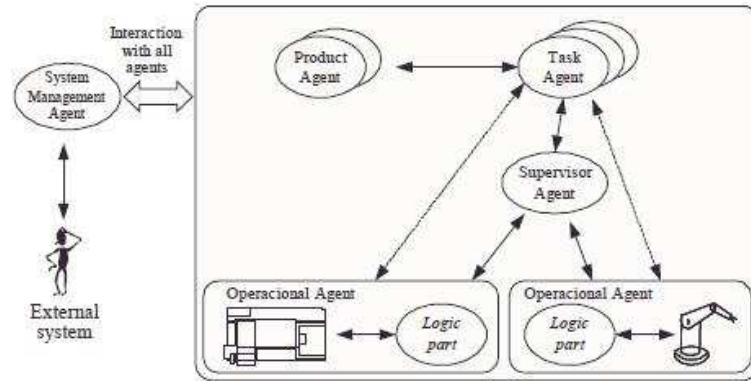 Interaction
with all
agents
System
Management
Agent
Product
Agent
Task
Agent
Supervisor
Agent
External
system
Operacional Agent
Logic
part
Operacional Agent
Logic
part